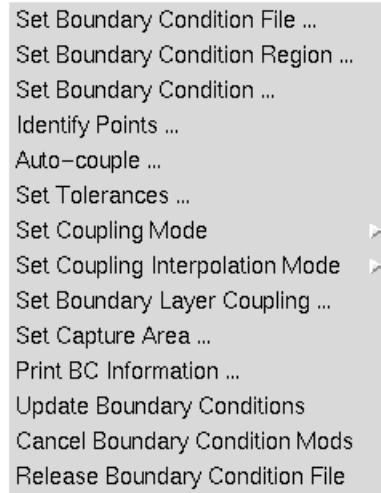 Set Boundary Condition File ...
Set Boundary Condition Region ...
Set Boundary Condition ...
Identify Points ...
Auto-couple ...
Set Tolerances ...
Set Coupling Mode
Set Coupling Interpolation Mode
Set Boundary Layer Coupling ...
Set Capture Area ...
Print BC Information ...
Update Boundary Conditions
Cancel Boundary Condition Mods
Release Boundary Condition File